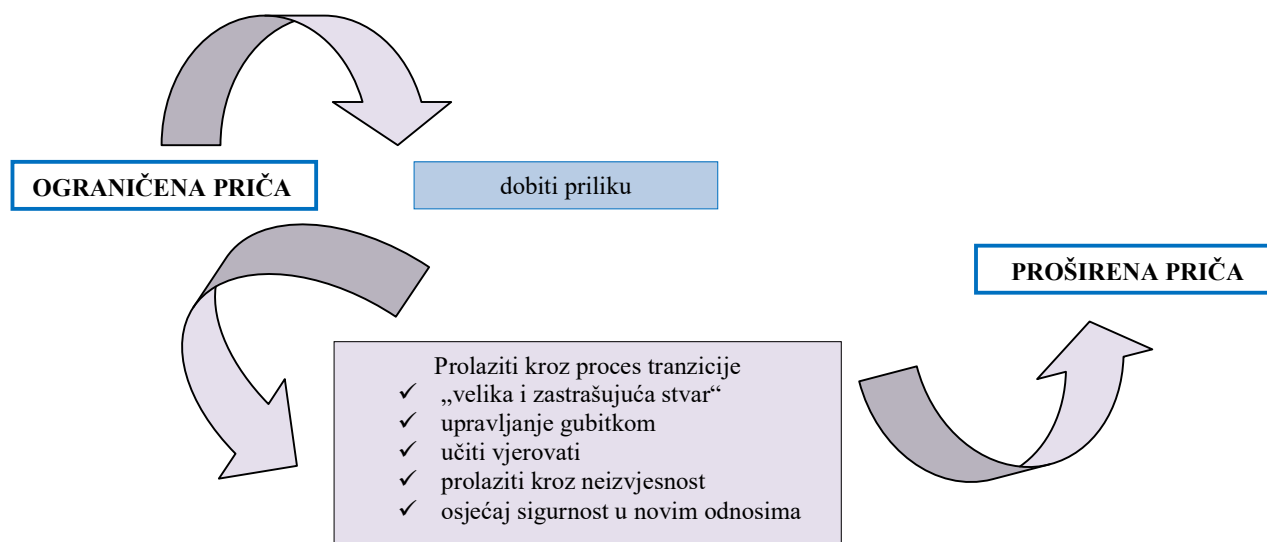 OGRANIČENA PRIČA
dobiti priliku
PROŠIRENA PRIČA
Prolaziti kroz proces tranzicije
✓ „velika i zastrašujuća stvar“
✓ upravljanje gubitkom
✓ učiti vjerovati
✓ prolaziti kroz neizvjesnost
✓ osjećaj sigurnost u novim odnosima